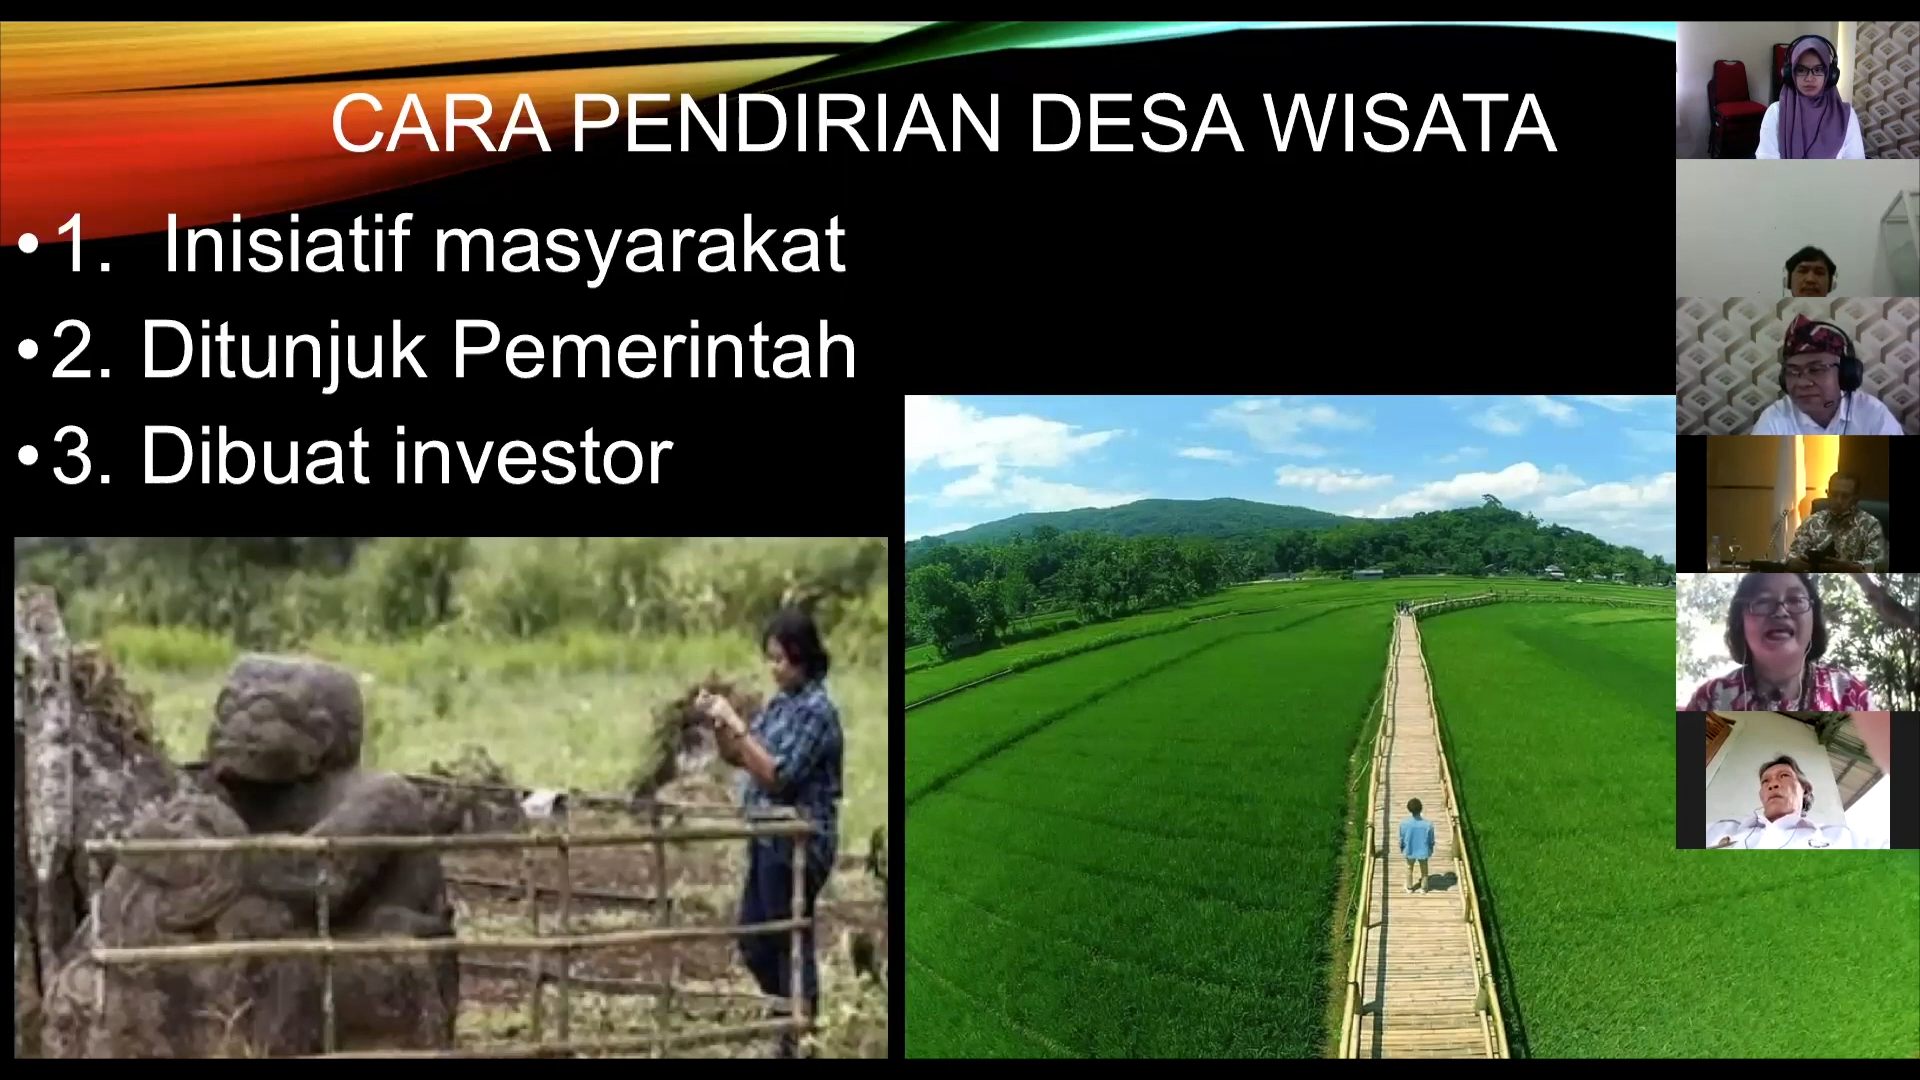 CARA PENDIRIAN DESA WISATA
•1. Inisiatif masyarakat
•2. Ditunjuk Pemerintah
•3. Dibuat investor